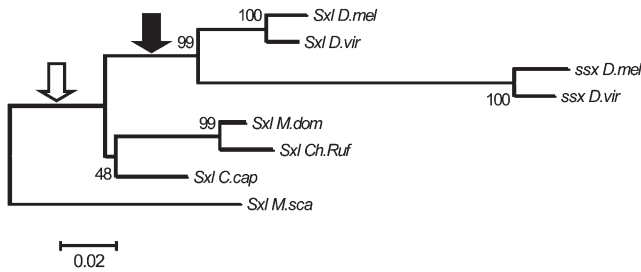 100
Sxl D.mel
99
Sxl D.vir
ssx D.mel
100
ssx D.vir
99
Sxl M.dom
Sxl Ch.Ruf
48
Sxl C.cap
Sxl M.sca
0.02